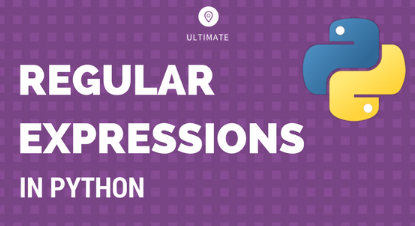 ULTIMATE
REGULAR
EXPRESSIONS
IN PYTHON